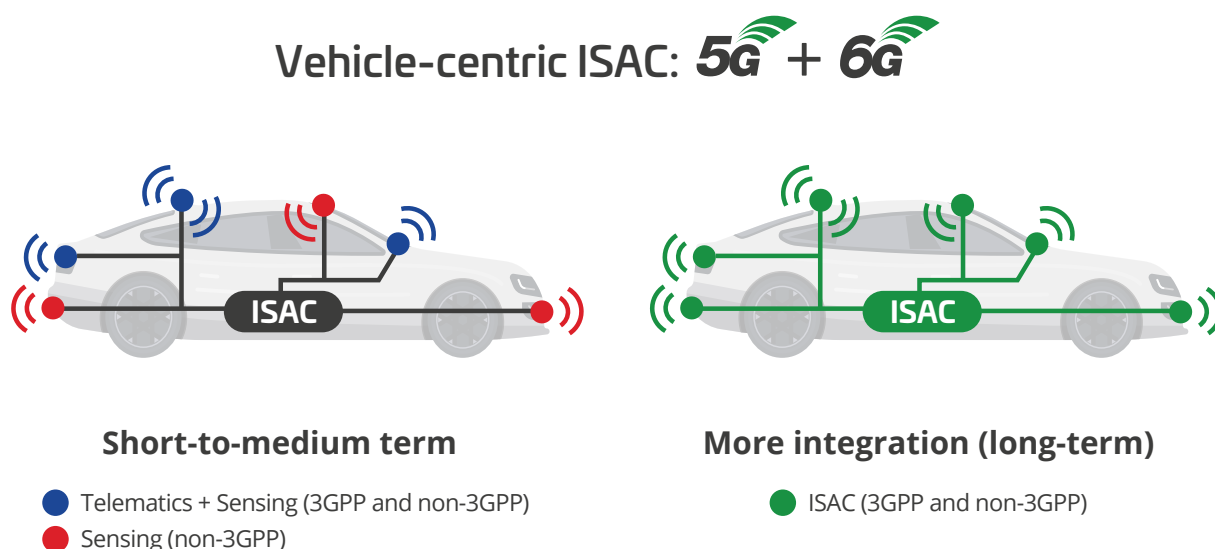 Vehicle-centric ISAC: 5G + 6G
ISAC
ISAC
Short-to-medium term
More integration (long-term)
Telematics + Sensing (3GPP and non-3GPP)
ISAC (3GPP and non-3GPP)
Sensing (non-3GPP)